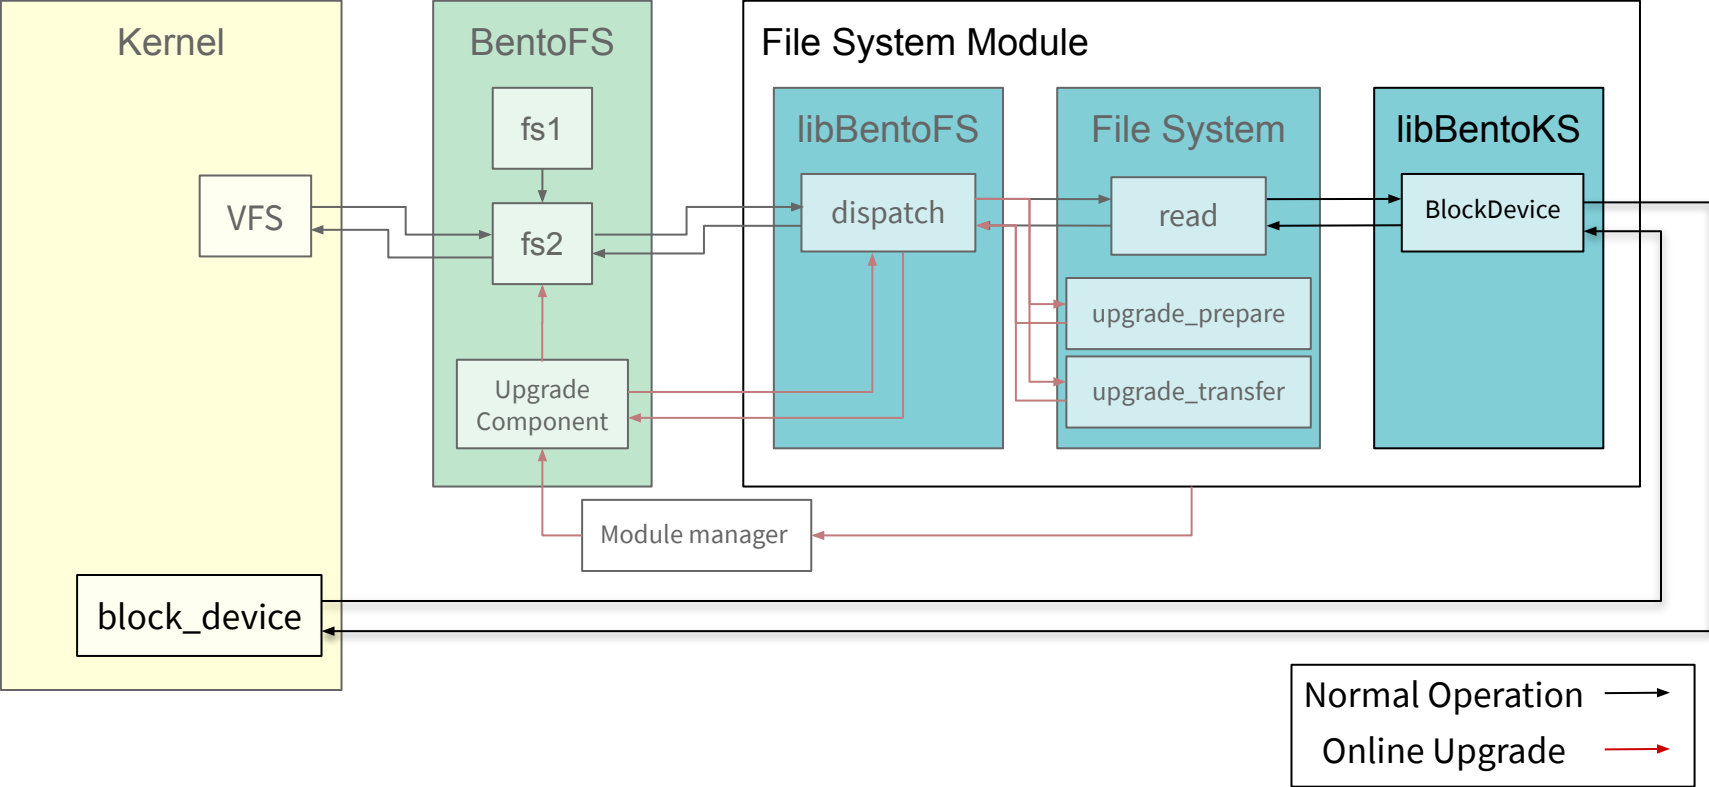 Kernel
BentoFS
File System Module
fs1
libBentoFS
File System
libBentoKS
VFS
fs2
dispatch
read
BlockDevice
upgrade_prepare
Upgrade
Component
upgrade_transfer
Module manager
block_device
Normal Operation
Online Upgrade